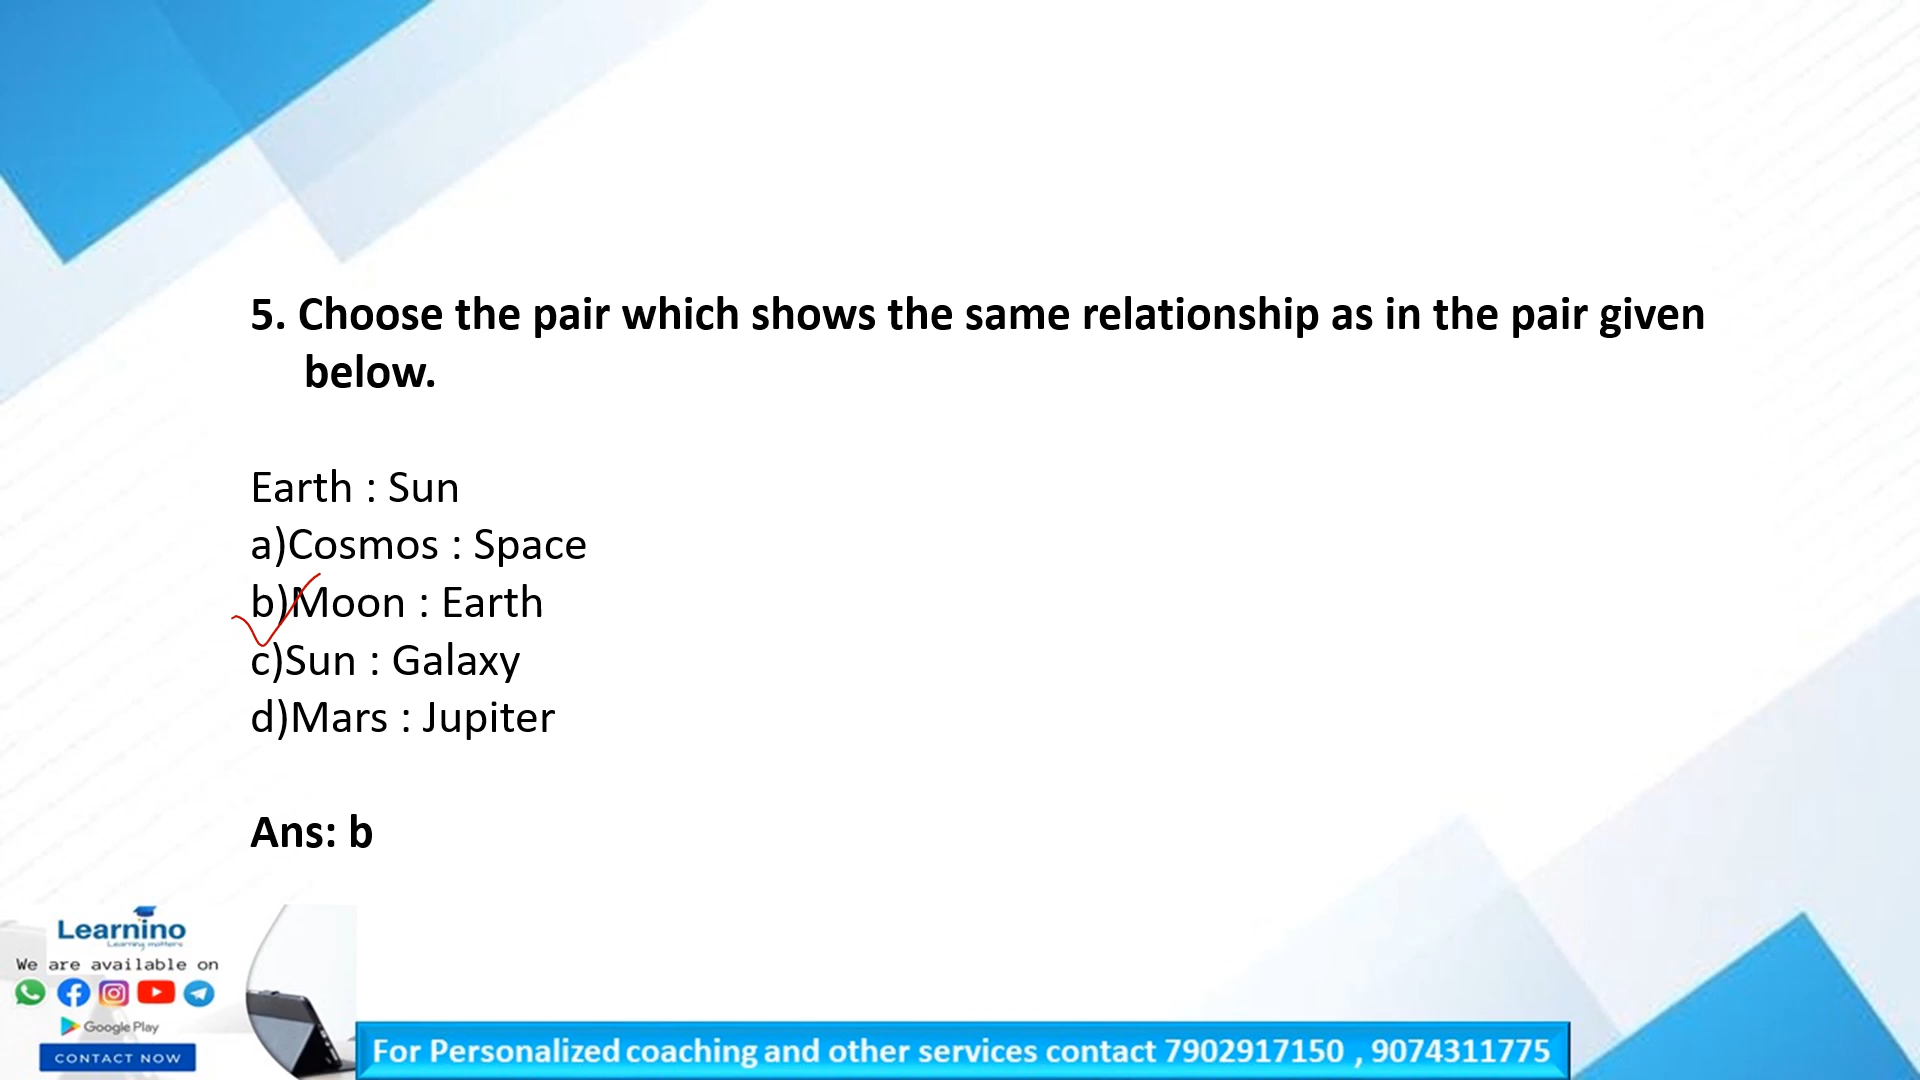 5. Choose the pair which shows the same relationship as in the pair given
below.
Earth : Sun
a)Cosmos : Space
b)Moon : Earth
c)Sun : Galaxy
d)Mars : Jupiter
Ans: b
Learnino
Learning matters
We are available on
Google Play
CONTACT NOW
For Personalized coaching and other services contact 7902917150 , 9074311775